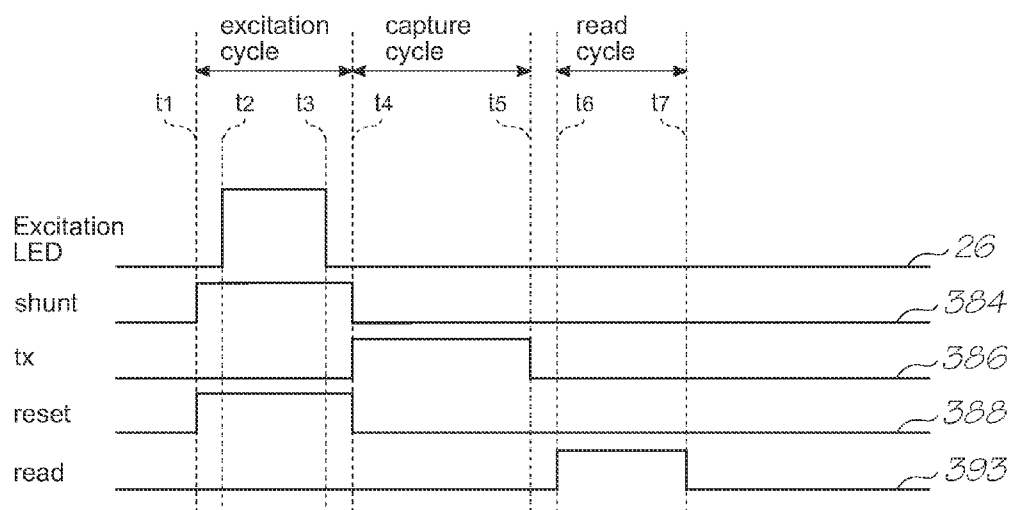 excitation cycle
capture cycle
read cycle
t1
t2
t3
t4
t5
t6
t7
Excitation LED
26
shunt
384
tx
386
reset
388
read
393